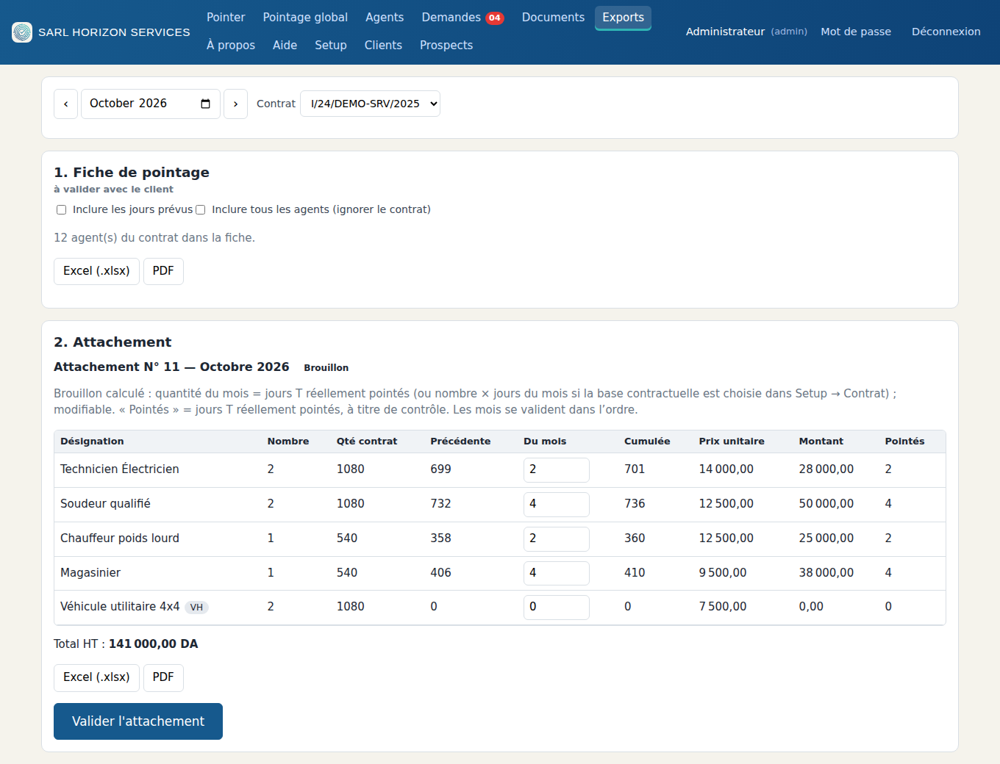 SARL HORIZON SERVICES
Pointer Pointage global Agents Demandes 04 Documents Exports
À propos Aide Setup Clients Prospects
Administrateur (admin) Mot de passe Déconnexion
‹ October 2026 › Contrat I/24/DEMO-SRV/2025
1. Fiche de pointage
à valider avec le client
Inclure les jours prévus Inclure tous les agents (ignorer le contrat)
12 agent(s) du contrat dans la fiche.
Excel (.xlsx) PDF
2. Attachement
Attachement N° 11 — Octobre 2026 Brouillon
Brouillon calculé : quantité du mois = jours T réellement pointés (ou nombre × jours du mois si la base contractuelle est choisie dans Setup → Contrat) ;
modifiable. « Pointés » = jours T réellement pointés, à titre de contrôle. Les mois se valident dans l’ordre.
Désignation Nombre Qté contrat Précédente Du mois Cumulée Prix unitaire Montant Pointés
Technicien Électricien 2 1080 699 2 701 14 000,00 28 000,00 2
Soudeur qualifié 2 1080 732 4 736 12 500,00 50 000,00 4
Chauffeur poids lourd 1 540 358 2 360 12 500,00 25 000,00 2
Magasinier 1 540 406 4 410 9 500,00 38 000,00 4
Véhicule utilitaire 4x4 VH 2 1080 0 0 0 7 500,00 0,00 0
Total HT : 141 000,00 DA
Excel (.xlsx) PDF
Valider l'attachement